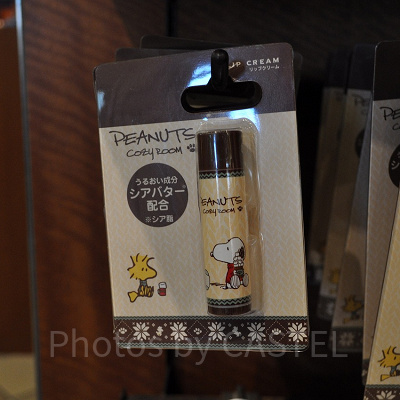 LIP CREAM
リップクリーム
PEANUTS
COZY ROOM
うるおい成分
シアバター
配合
※シア脂
PEANUTS
COZY ROOM
Photos by CASTEL